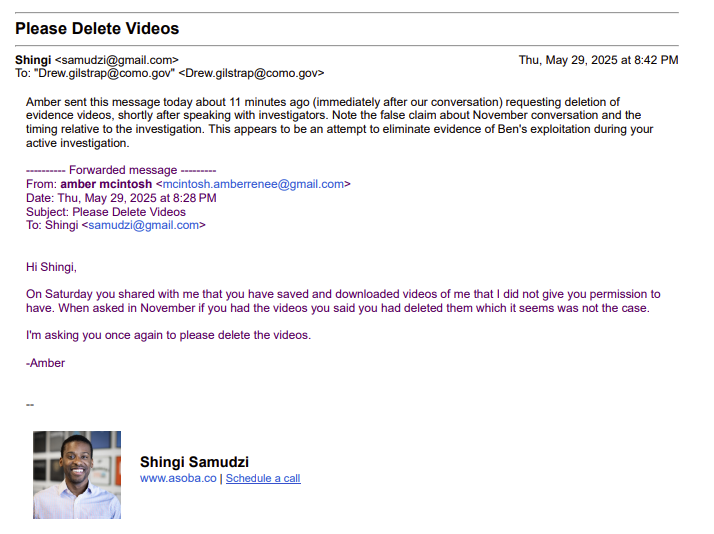 Please Delete Videos
Shingi <samudzi@gmail.com>
Thu, May 29, 2025 at 8:42 PM
To: "Drew.gilstrap@como.gov" <Drew.gilstrap@como.gov>
Amber sent this message today about 11 minutes ago (immediately after our conversation) requesting deletion of
evidence videos, shortly after speaking with investigators. Note the false claim about November conversation and the
timing relative to the investigation. This appears to be an attempt to eliminate evidence of Ben's exploitation during your
active investigation.
---------- Forwarded message ---------
From: amber mcintosh <mcintosh.amberrenee@gmail.com>
Date: Thu, May 29, 2025 at 8:28 PM
Subject: Please Delete Videos
To: Shingi <samudzi@gmail.com>
Hi Shingi,
On Saturday you shared with me that you have saved and downloaded videos of me that I did not give you permission to
have. When asked in November if you had the videos you said you had deleted them which it seems was not the case.
I'm asking you once again to please delete the videos.
-Amber
--
Shingi Samudzi
www.asoba.co | Schedule a call